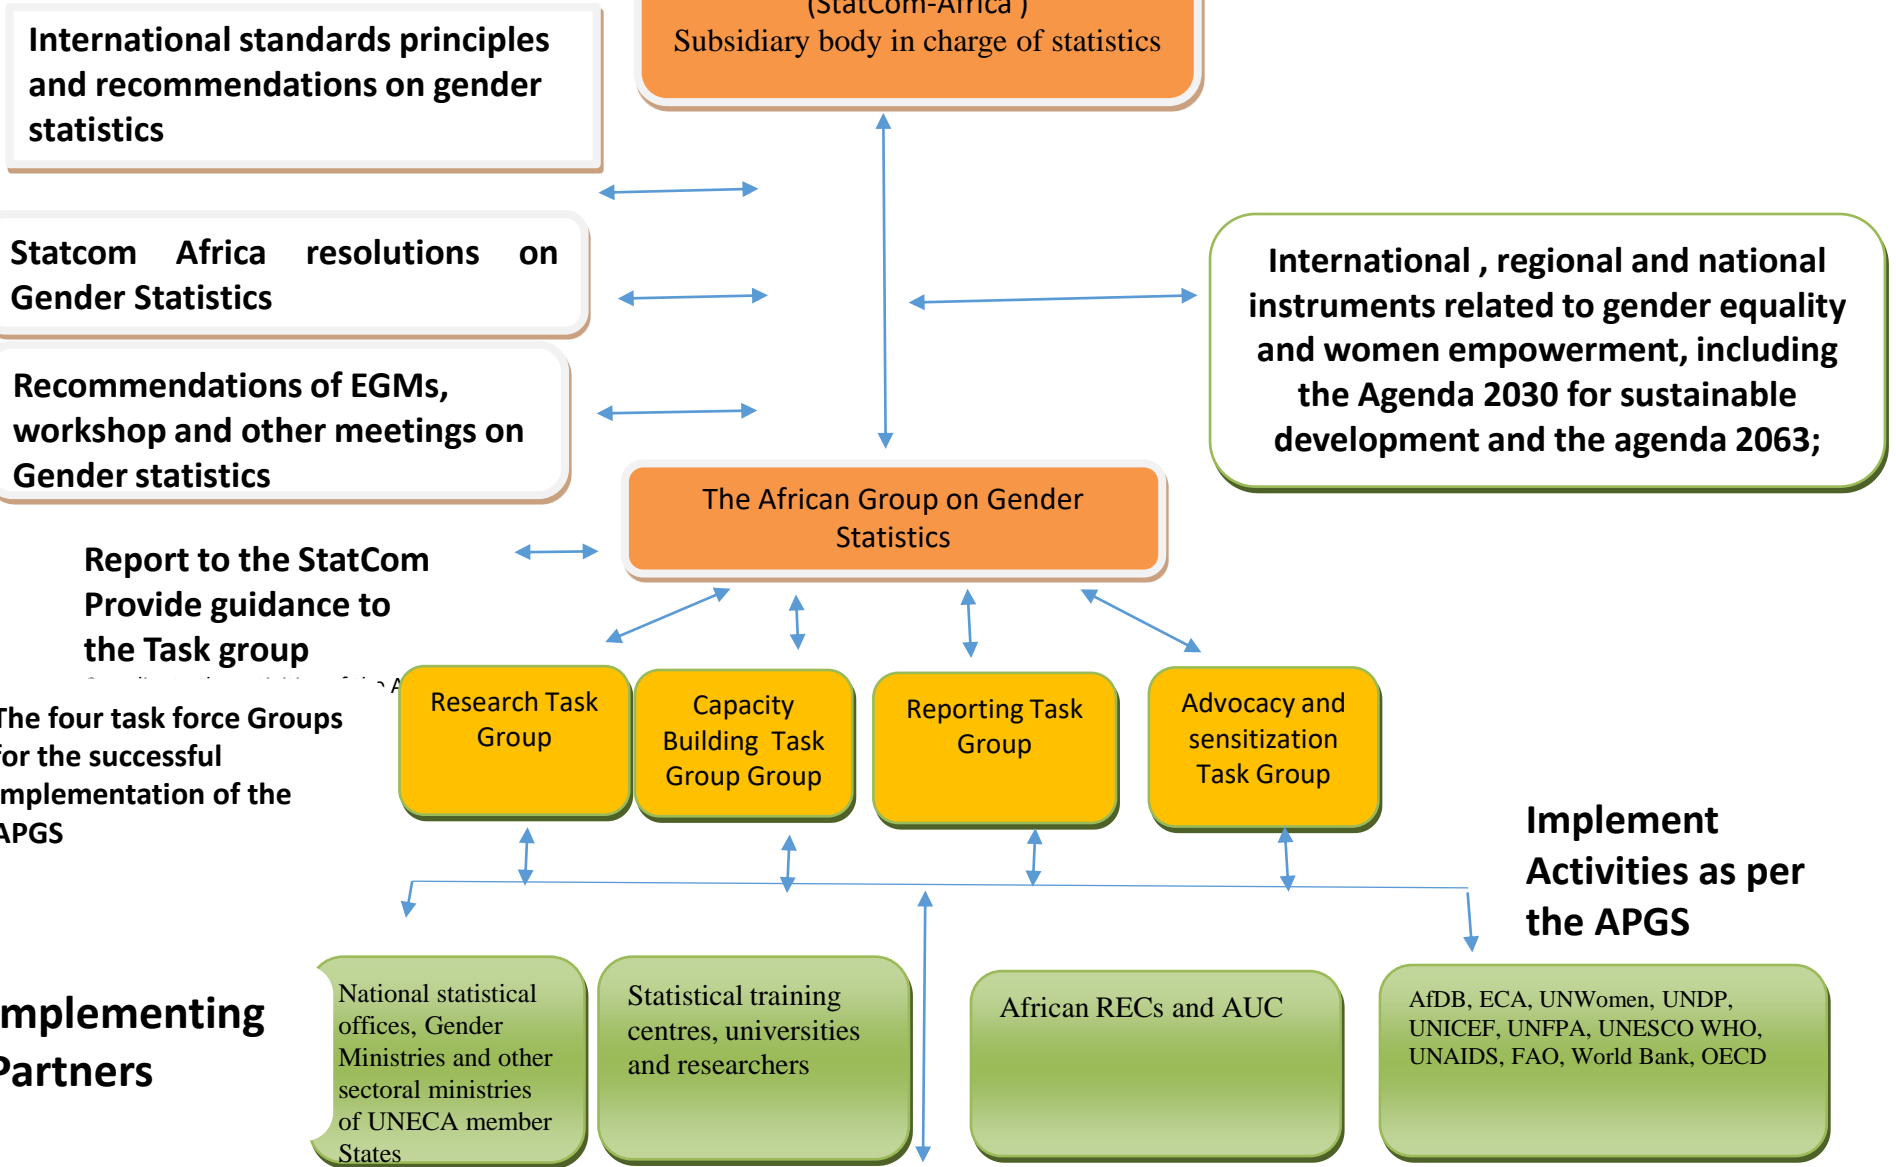 (StatCom-Africa )
Subsidiary body in charge of statistics
International standards principles
and recommendations on gender
statistics
Statcom Africa resolutions on
Gender Statistics
Recommendations of EGMs,
workshop and other meetings on
Gender statistics
International , regional and national
instruments related to gender equality
and women empowerment, including
the Agenda 2030 for sustainable
development and the agenda 2063;
The African Group on Gender
Statistics
Report to the StatCom
Provide guidance to
the Task group
The four task force Groups
for the successful
implementation of the
APGS
Research Task
Group
Capacity
Building Task
Group Group
Reporting Task
Group
Advocacy and
sensitization
Task Group
Implement
Activities as per
the APGS
Implementing
Partners
National statistical
offices, Gender
Ministries and other
sectoral ministries
of UNECA member
States
Statistical training
centres, universities
and researchers
African RECs and AUC
AfDB, ECA, UNWomen, UNDP,
UNICEF, UNFPA, UNESCO WHO,
UNAIDS, FAO, World Bank, OECD